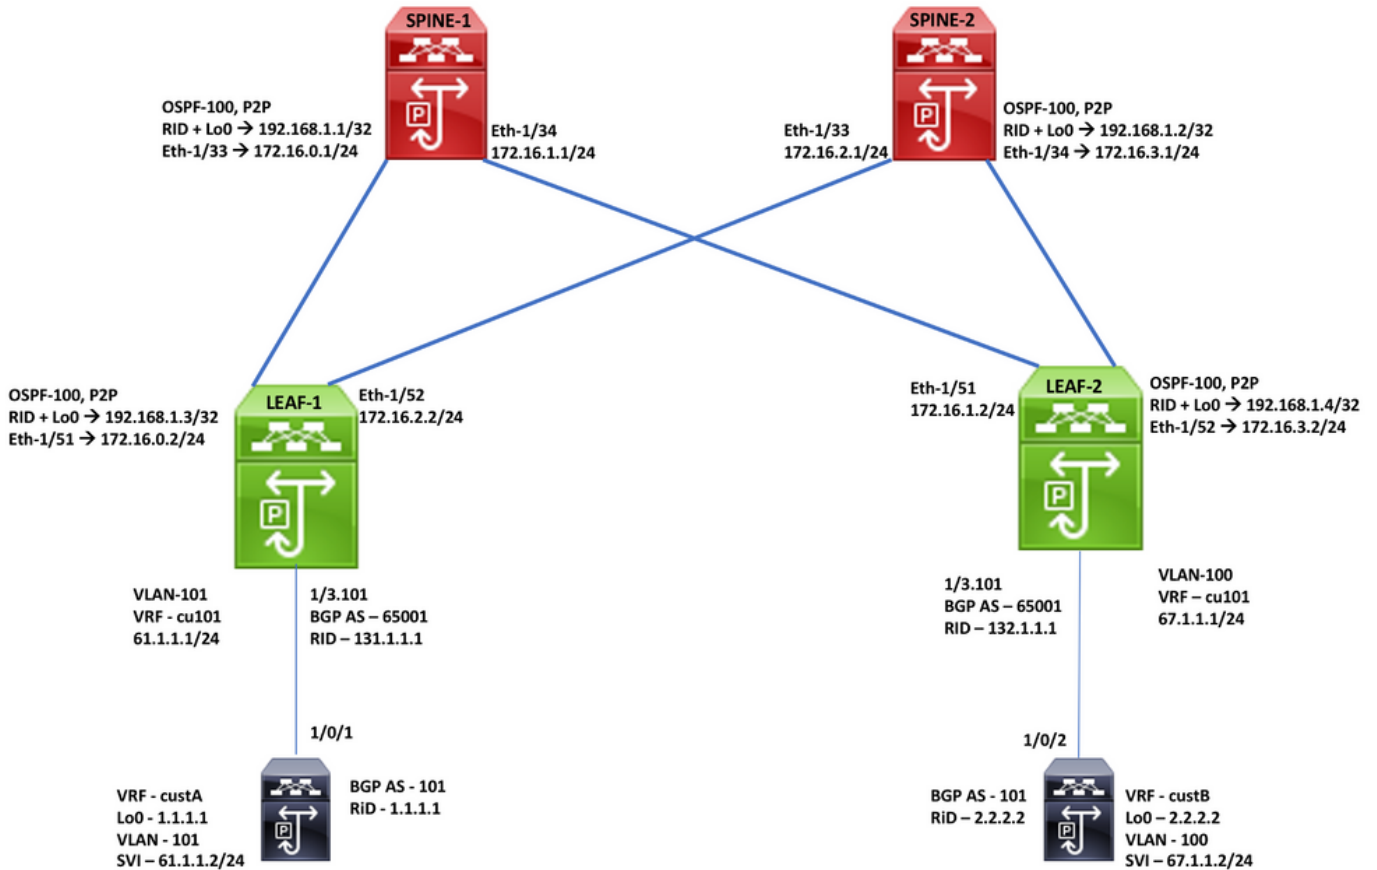 SPINE-1
SPINE-2
OSPF-100, P2P
RID + Lo0 → 192.168.1.1/32
Eth-1/33 → 172.16.0.1/24
P
Eth-1/34
172.16.1.1/24
Eth-1/33
172.16.2.1/24
P
OSPF-100, P2P
RID + Lo0 → 192.168.1.2/32
Eth-1/34 → 172.16.3.1/24
OSPF-100, P2P
RID + Lo0 → 192.168.1.3/32
Eth-1/51 → 172.16.0.2/24
LEAF-1
P
Eth-1/52
172.16.2.2/24
Eth-1/51
172.16.1.2/24
LEAF-2
P
OSPF-100, P2P
RID + Lo0 → 192.168.1.4/32
Eth-1/52 → 172.16.3.2/24
VLAN-101
VRF - cu101
61.1.1.1/24
1/3.101
BGP AS – 65001
RID – 131.1.1.1
1/3.101
BGP AS – 65001
RID – 132.1.1.1
VLAN-100
VRF – cu101
67.1.1.1/24
1/0/1
1/0/2
VRF - custA
Lo0 - 1.1.1.1
VLAN - 101
SVI – 61.1.1.2/24
P
BGP AS - 101
RiD - 1.1.1.1
BGP AS - 101
RiD – 2.2.2.2
P
VRF - custB
Lo0 – 2.2.2.2
VLAN - 100
SVI – 67.1.1.2/24